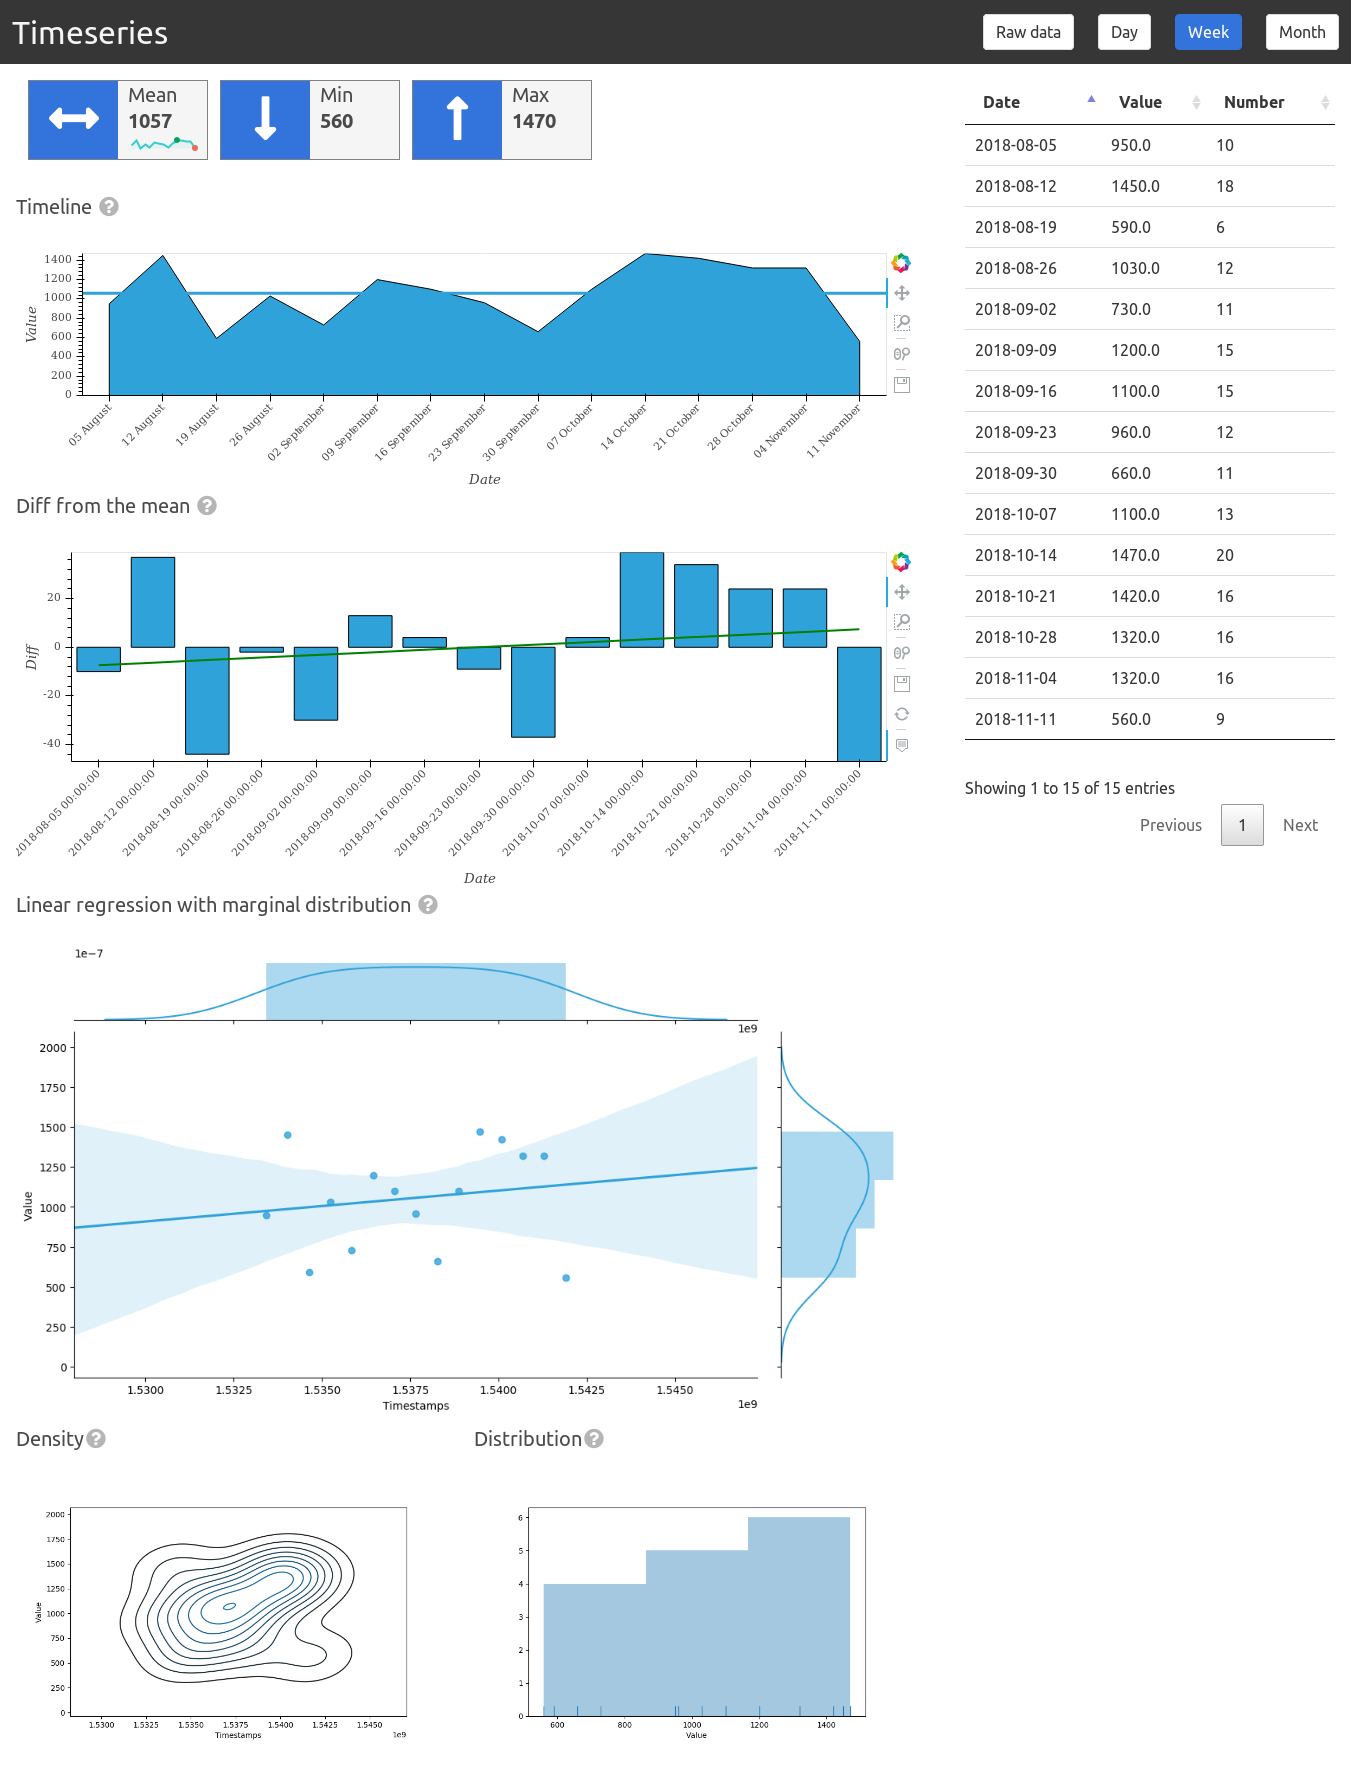 Timeseries
Raw data Day Week Month
Mean
1057
Min
560
Max
1470
Date Value Number
2018-08-05 950.0 10
2018-08-12 1450.0 18
2018-08-19 590.0 6
2018-08-26 1030.0 12
2018-09-02 730.0 11
2018-09-09 1200.0 15
2018-09-16 1100.0 15
2018-09-23 960.0 12
2018-09-30 660.0 11
2018-10-07 1100.0 13
2018-10-14 1470.0 20
2018-10-21 1420.0 16
2018-10-28 1320.0 16
2018-11-04 1320.0 16
2018-11-11 560.0 9
Showing 1 to 15 of 15 entries
Previous 1 Next
Timeline ?
1400
1200
1000
800
600
400
200
0
Value
05 August 12 August 19 August 26 August 02 September 09 September 16 September 23 September 30 September 07 October 14 October 21 October 28 October 04 November 11 November
Date
Diff from the mean ?
20
0
-20
-40
Diff
2018-08-05 00:00:00 2018-08-12 00:00:00 2018-08-19 00:00:00 2018-08-26 00:00:00 2018-09-02 00:00:00 2018-09-09 00:00:00 2018-09-16 00:00:00 2018-09-23 00:00:00 2018-09-30 00:00:00 2018-10-07 00:00:00 2018-10-14 00:00:00 2018-10-21 00:00:00 2018-10-28 00:00:00 2018-11-04 00:00:00 2018-11-11 00:00:00
Date
Linear regression with marginal distribution ?
1e−7
1e9
2000
1750
1500
1250
1000
750
500
250
0
Value
1.5300 1.5325 1.5350 1.5375 1.5400 1.5425 1.5450
Timestamps 1e9
Density ?
2000
1750
1500
1250
1000
750
500
250
0
Value
1.5300 1.5325 1.5350 1.5375 1.5400 1.5425 1.5450
Timestamps 1e9
Distribution ?
6
5
4
3
2
1
0
600 800 1000 1200 1400
Value